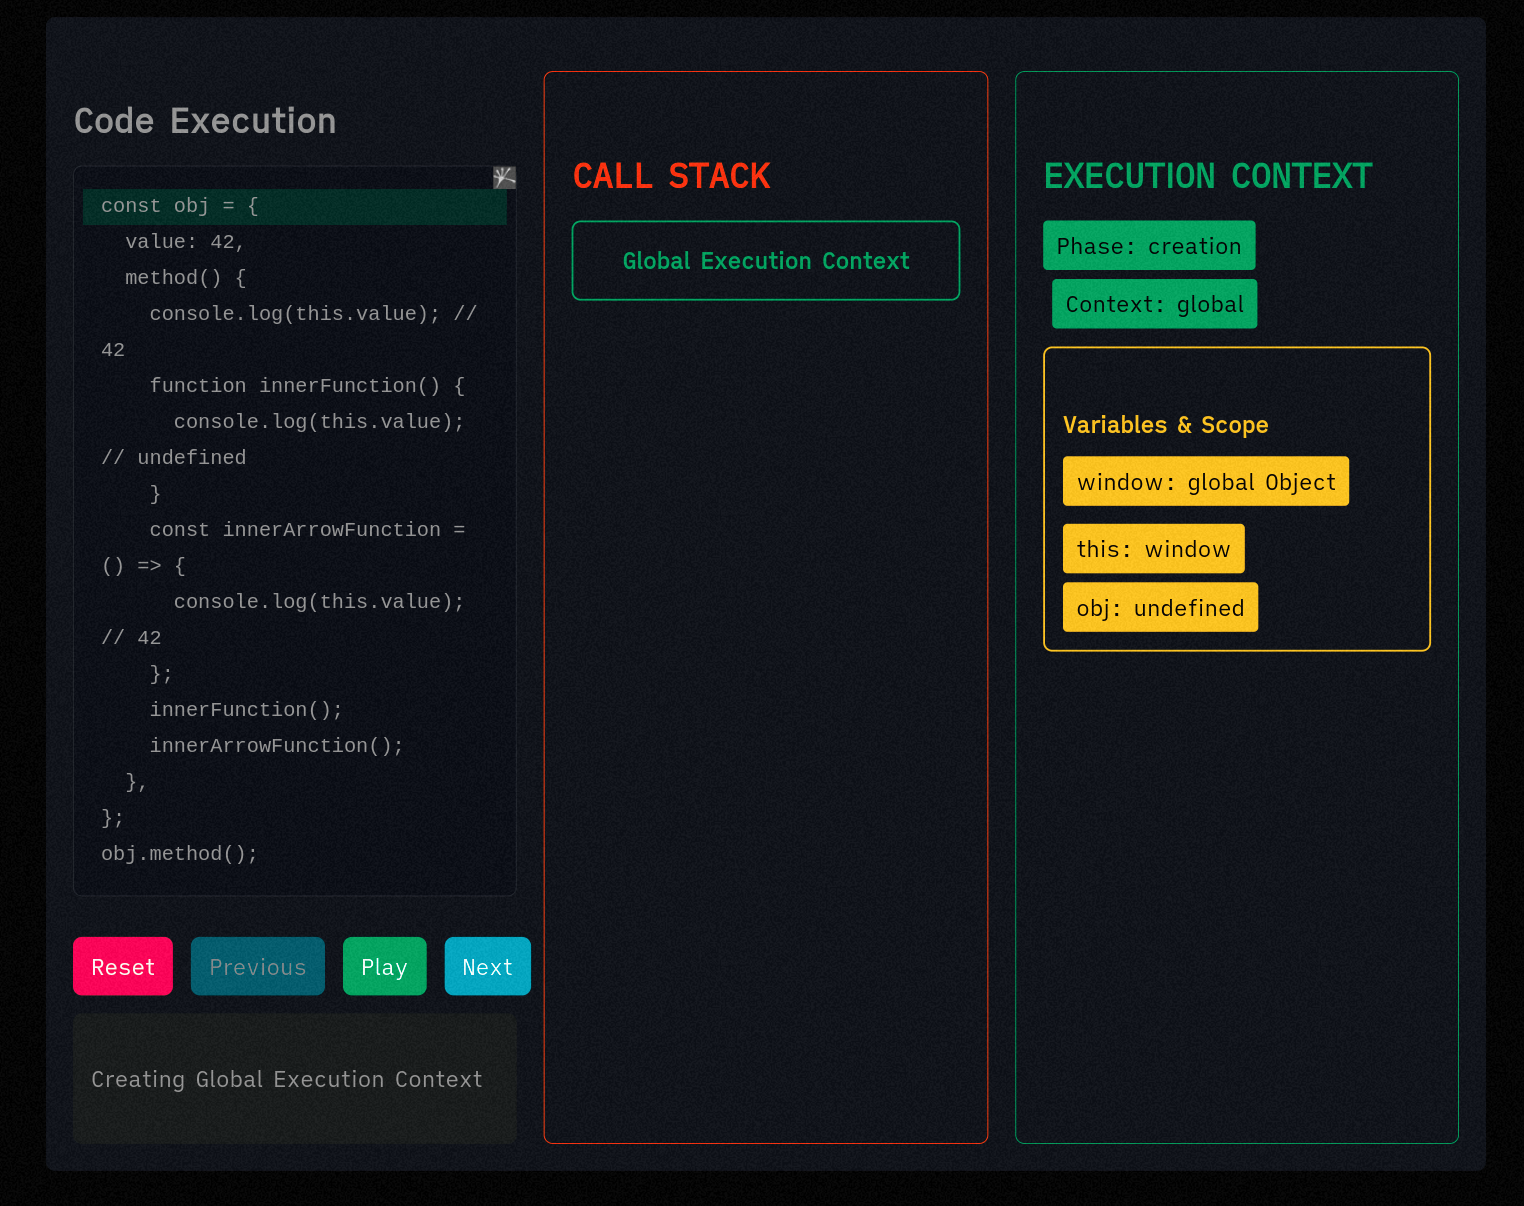 Code Execution
const obj = {
  value: 42,
  method() {
    console.log(this.value); //
42
    function innerFunction() {
      console.log(this.value);
// undefined
    }
    const innerArrowFunction =
() => {
      console.log(this.value);
// 42
    };
    innerFunction();
    innerArrowFunction();
  },
};
obj.method();
Reset
Previous
Play
Next
Creating Global Execution Context
CALL STACK
Global Execution Context
EXECUTION CONTEXT
Phase: creation
Context: global
Variables & Scope
window: global Object
this: window
obj: undefined